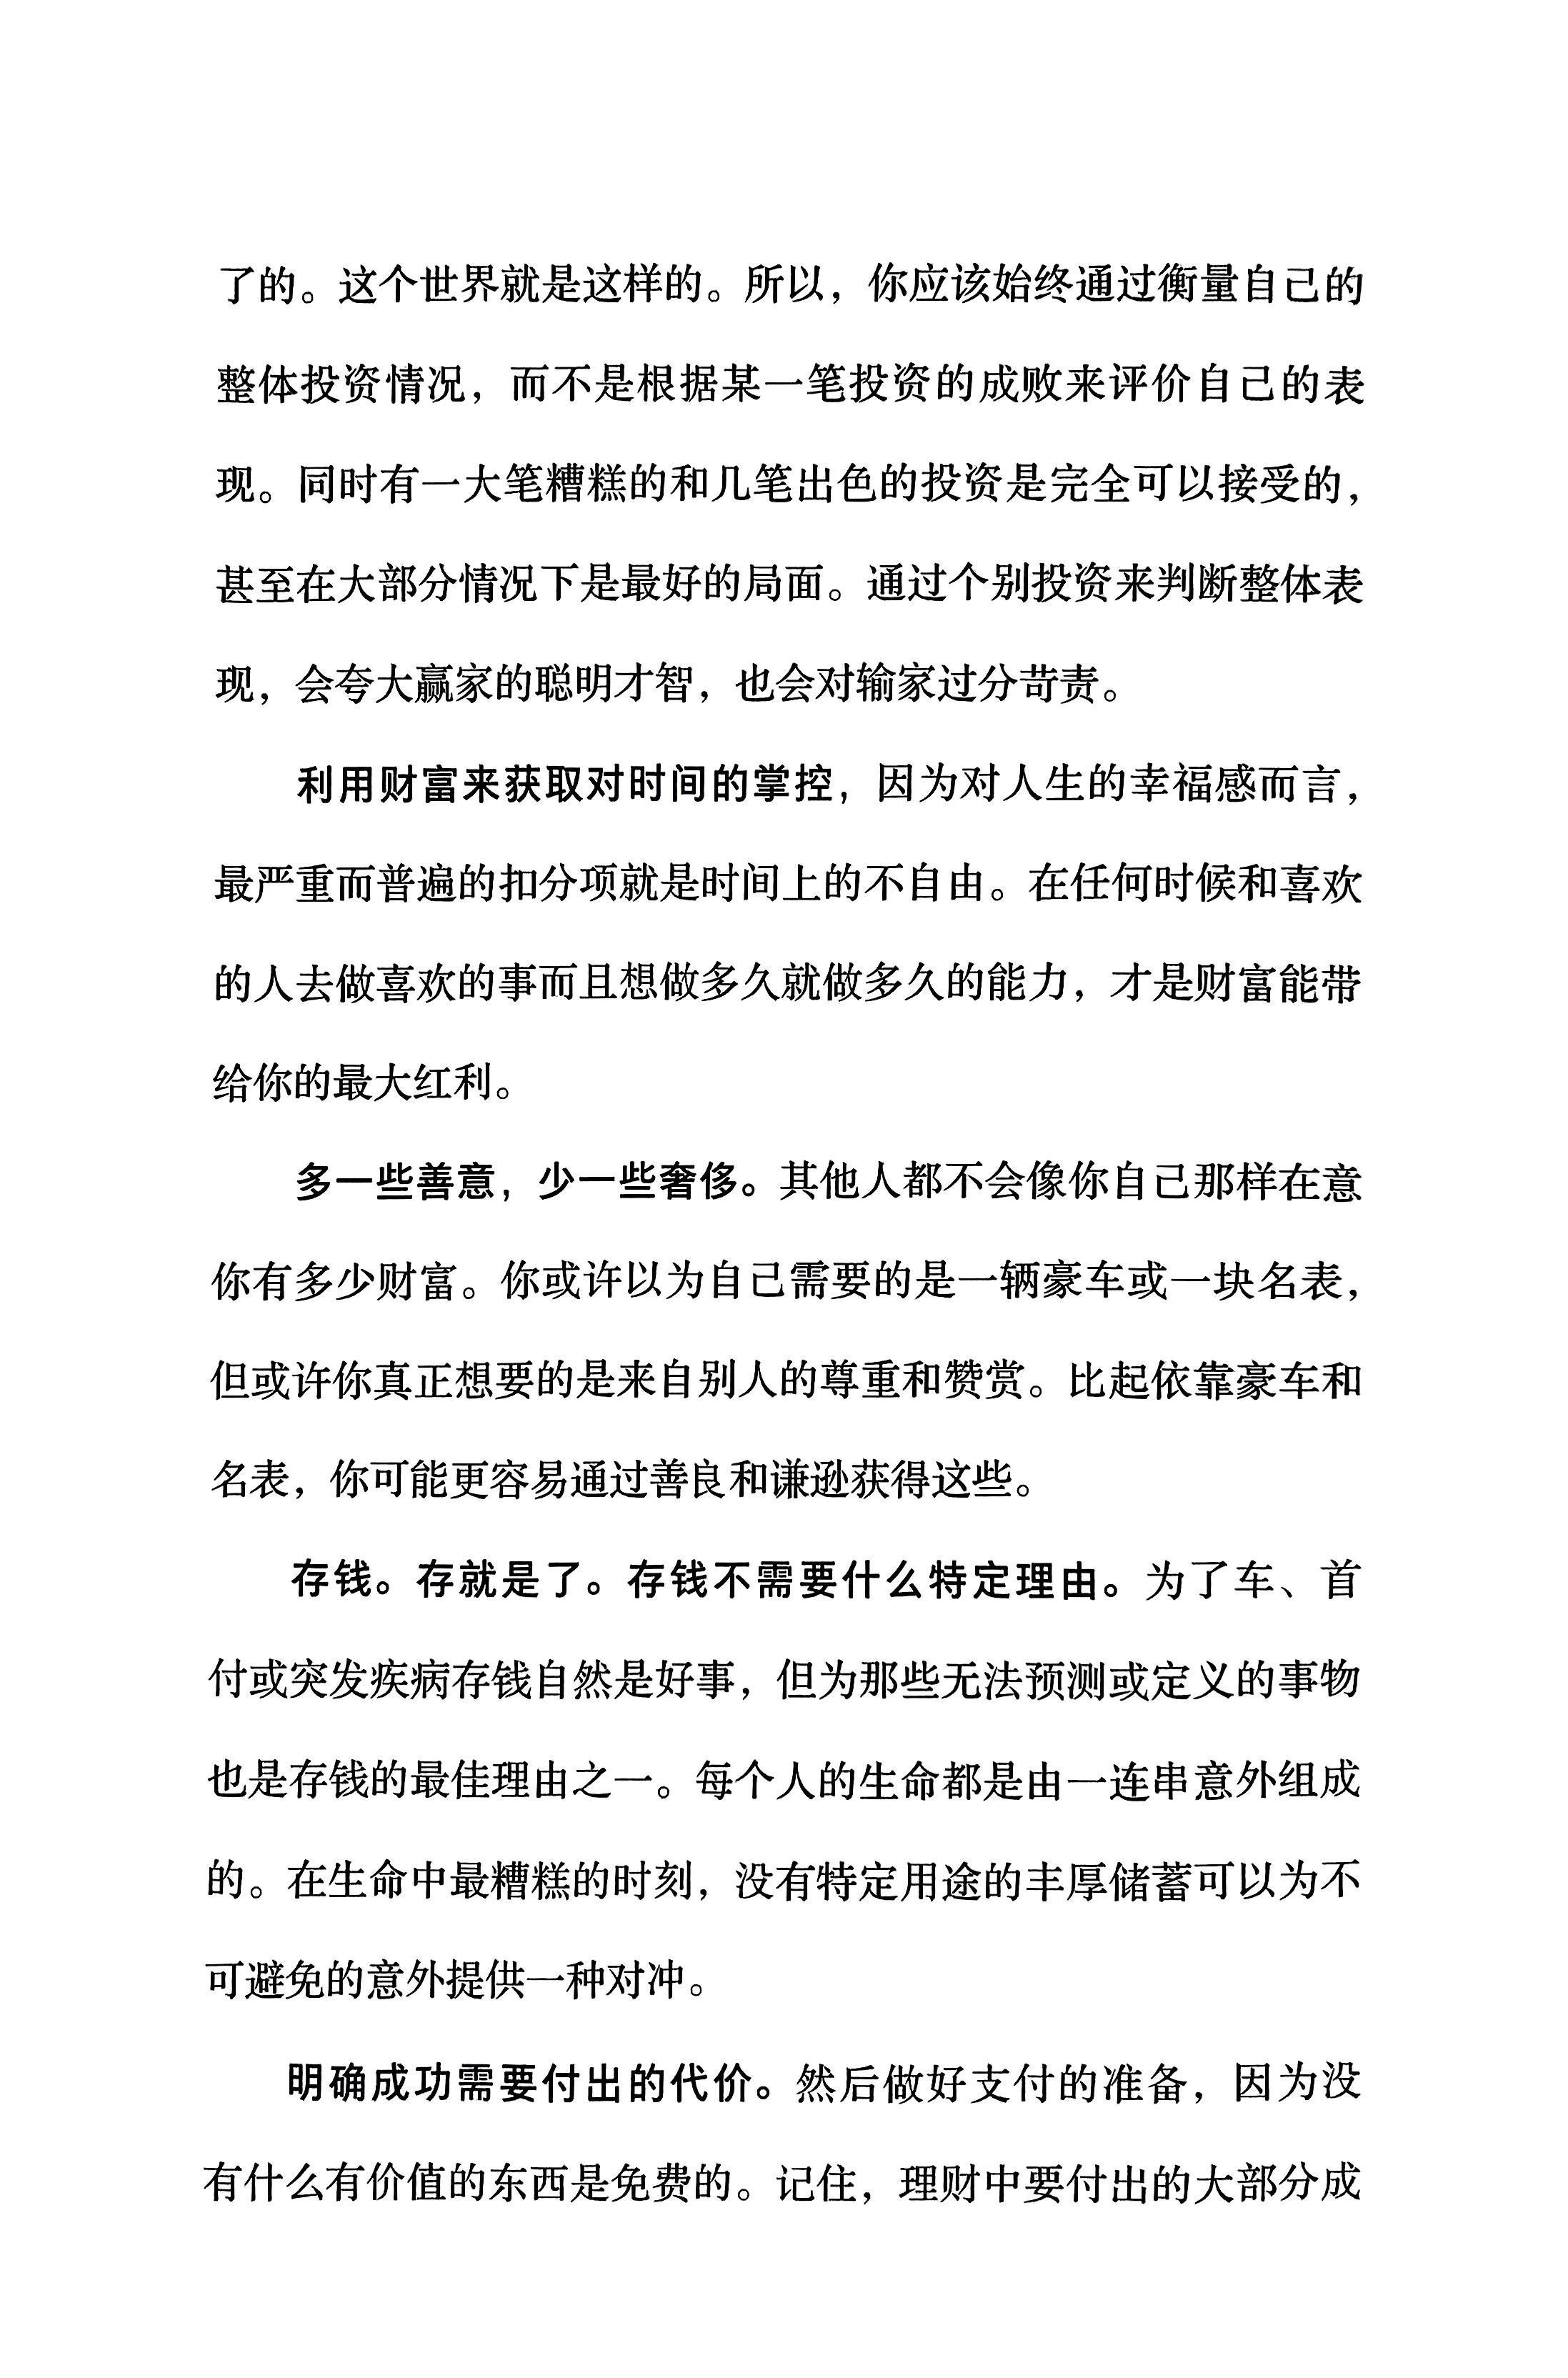 了的。这个世界就是这样的。所以，你应该始终通过衡量自己的
整体投资情况，而不是根据某一笔投资的成败来评价自己的表
现。同时有一大笔糟糕的和几笔出色的投资是完全可以接受的，
甚至在大部分情况下是最好的局面。通过个别投资来判断整体表
现，会夸大赢家的聪明才智，也会对输家过分苛责。
利用财富来获取对时间的掌控，因为对人生的幸福感而言，
最严重而普遍的扣分项就是时间上的不自由。在任何时候和喜欢
的人去做喜欢的事而且想做多久就做多久的能力，才是财富能带
给你的最大红利。
多一些善意，少一些奢侈。其他人都不会像你自己那样在意
你有多少财富。你或许以为自己需要的是一辆豪车或一块名表，
但或许你真正想要的是来自别人的尊重和赞赏。比起依靠豪车和
名表，你可能更容易通过善良和谦逊获得这些。
存钱。存就是了。存钱不需要什么特定理由。为了车、首
付或突发疾病存钱自然是好事，但为那些无法预测或定义的事物
也是存钱的最佳理由之一。每个人的生命都是由一连串意外组成
的。在生命中最糟糕的时刻，没有特定用途的丰厚储蓄可以为不
可避免的意外提供一种对冲。
明确成功需要付出的代价。然后做好支付的准备，因为没
有什么有价值的东西是免费的。记住，理财中要付出的大部分成